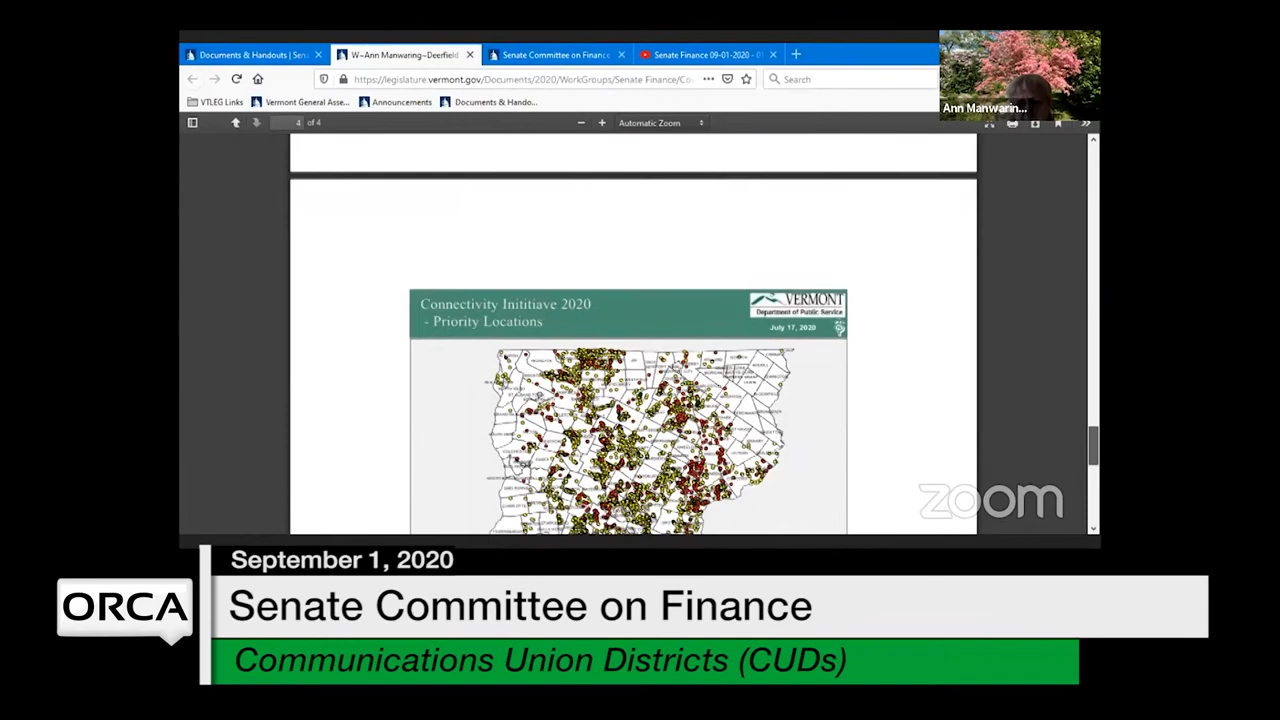 Documents & Handouts | Sen
W~Ann Manwaring~Deerfield
Senate Committee on Finance
Senate Finance 09-01-2020 - 01
https://legislature.vermont.gov/Documents/2020/WorkGroups/Senate Finance/Co
Search
VTLEG Links
Vermont General Asse...
Announcements
Documents & Hando...
Ann Manwarin...
4 of 4
Automatic Zoom
Connectivity Inititiave 2020
- Priority Locations
VERMONT
Department of Public Service
July 17, 2020
zoom
September 1, 2020
ORCA
Senate Committee on Finance
Communications Union Districts (CUDs)